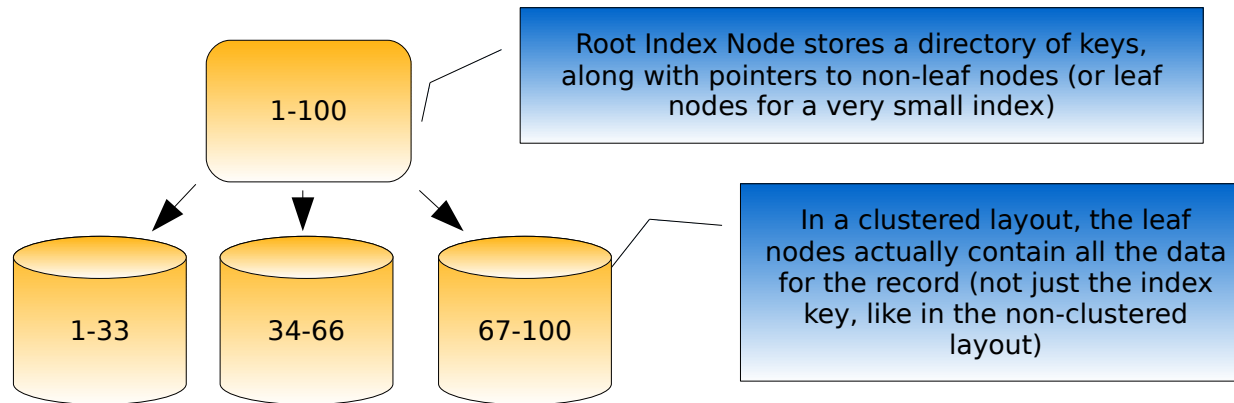 1-100
Root Index Node stores a directory of keys,
along with pointers to non-leaf nodes (or leaf
nodes for a very small index)
1-33
34-66
67-100
In a clustered layout, the leaf
nodes actually contain all the data
for the record (not just the index
key, like in the non-clustered
layout)